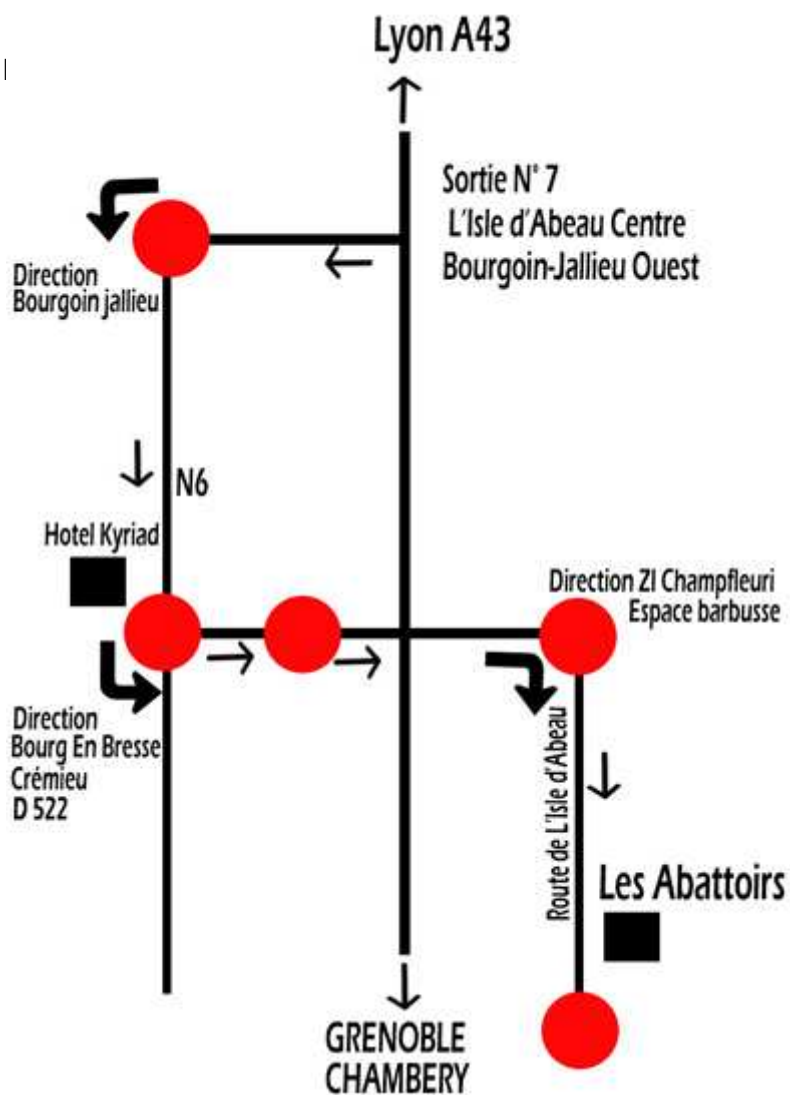 Lyon A43
Sortie N° 7
L'Isle d'Abeau Centre
Bourgoin-Jallieu Ouest
Direction
Bourgoin jallieu
N6
Hotel Kyriad
Direction ZI Champfleuri
Espace barbusse
Direction
Bourg En Bresse
Crémieu
D 522
Route de L'Isle d'Abeau
Les Abattoirs
GRENOBLE
CHAMBERY